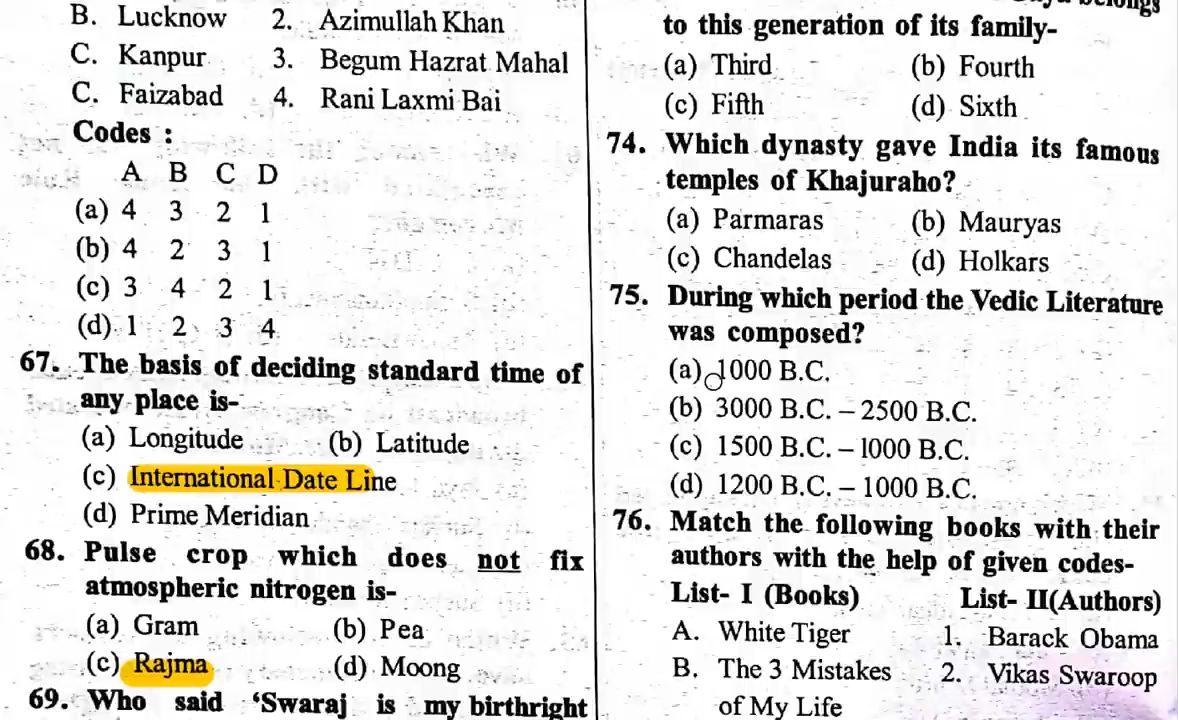 B. Lucknow 2. Azimullah Khan
C. Kanpur 3. Begum Hazrat Mahal
C. Faizabad 4. Rani Laxmi Bai
Codes :
A B C D
(a) 4 3 2 1
(b) 4 2 3 1
(c) 3 4 2 1
(d) 1 2 3 4
67. The basis of deciding standard time of
any place is-
(a) Longitude (b) Latitude
(c) International Date Line
(d) Prime Meridian
68. Pulse crop which does not fix
atmospheric nitrogen is-
(a) Gram (b) Pea
(c) Rajma (d) Moong
69. Who said ‘Swaraj is my birthright
belongs
to this generation of its family-
(a) Third (b) Fourth
(c) Fifth (d) Sixth
74. Which dynasty gave India its famous
temples of Khajuraho?
(a) Parmaras (b) Mauryas
(c) Chandelas (d) Holkars
75. During which period the Vedic Literature
was composed?
(a) 1000 B.C.
(b) 3000 B.C. – 2500 B.C.
(c) 1500 B.C. – 1000 B.C.
(d) 1200 B.C. – 1000 B.C.
76. Match the following books with their
authors with the help of given codes-
List- I (Books) List- II(Authors)
A. White Tiger 1. Barack Obama
B. The 3 Mistakes 2. Vikas Swaroop
of My Life